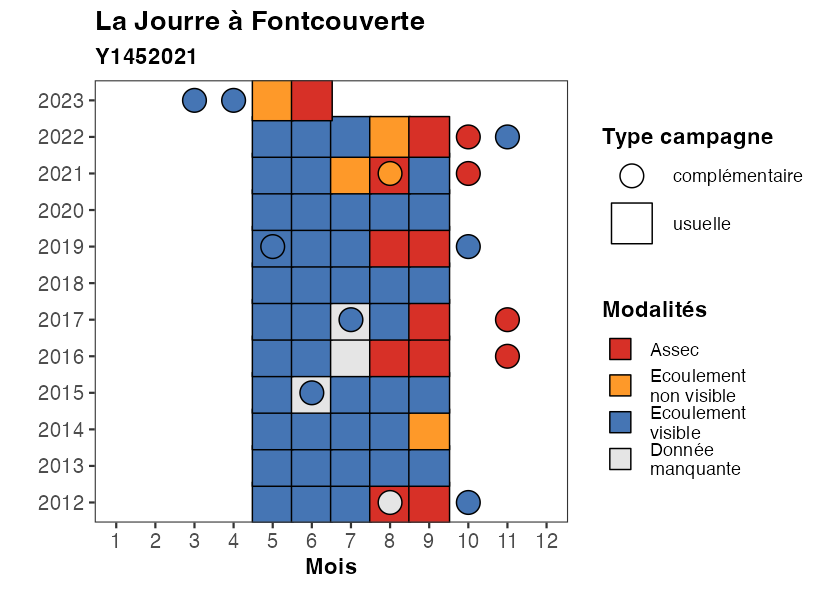 La Jourre à Fontcouverte
Y1452021
2023
2022
2021
2020
2019
2018
2017
2016
2015
2014
2013
2012
1 2 3 4 5 6 7 8 9 10 11 12
Mois
Type campagne
complémentaire
usuelle
Modalités
Assec
Ecoulement
non visible
Ecoulement
visible
Donnée
manquante